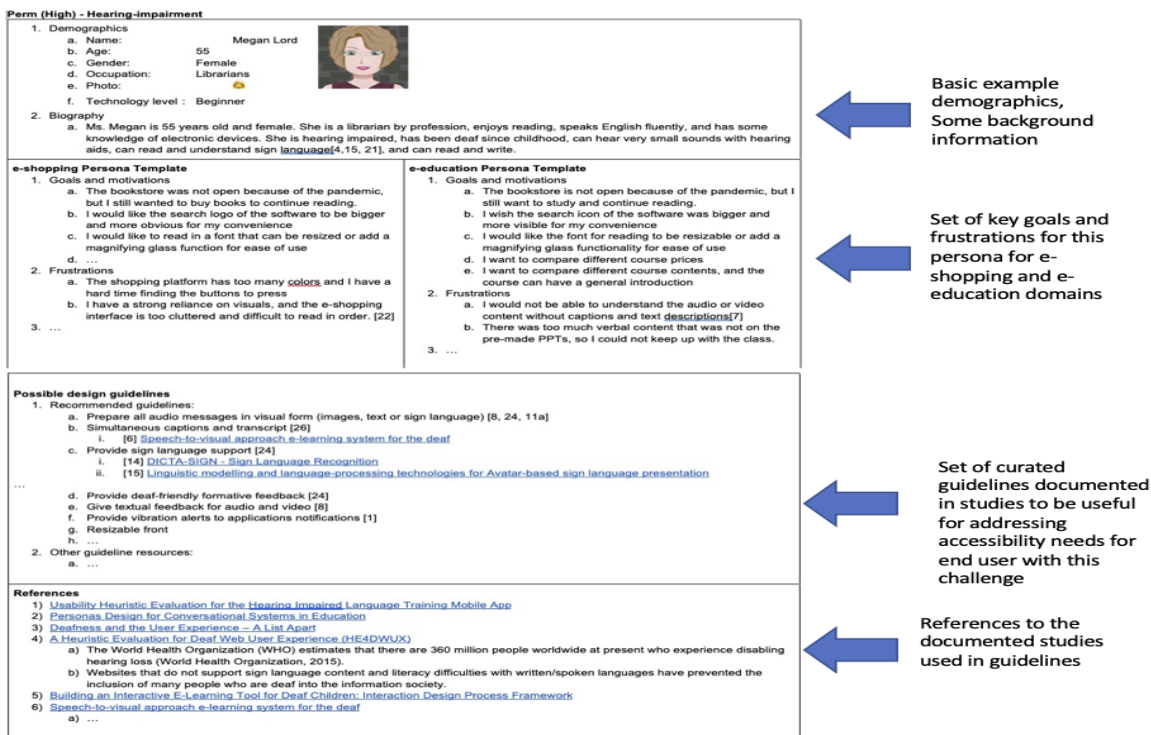 Perm (High) - Hearing-impairment
1. Demographics
a. Name: Megan Lord
b. Age: 55
c. Gender: Female
d. Occupation: Librarians
e. Photo:
f. Technology level : Beginner
2. Biography
a. Ms. Megan is 55 years old and female. She is a librarian by profession, enjoys reading, speaks English fluently, and has some
knowledge of electronic devices. She is hearing impaired, has been deaf since childhood, can hear very small sounds with hearing
aids, can read and understand sign language[4,15, 21], and can read and write.
Basic example
demographics,
Some background
information
e-shopping Persona Template
1. Goals and motivations
a. The bookstore was not open because of the pandemic,
but I still wanted to buy books to continue reading.
b. I would like the search logo of the software to be bigger
and more obvious for my convenience
c. I would like to read in a font that can be resized or add a
magnifying glass function for ease of use
d. ...
2. Frustrations
a. The shopping platform has too many colors and I have a
hard time finding the buttons to press
b. I have a strong reliance on visuals, and the e-shopping
interface is too cluttered and difficult to read in order. [22]
3. ...
e-education Persona Template
1. Goals and motivations
a. The bookstore is not open because of the pandemic, but I
still want to study and continue reading.
b. I wish the search icon of the software was bigger and
more visible for my convenience
c. I would like the font for reading to be resizable or add a
magnifying glass functionality for ease of use
d. I want to compare different course prices
e. I want to compare different course contents, and the
course can have a general introduction
2. Frustrations
a. I would not be able to understand the audio or video
content without captions and text descriptions[7]
b. There was too much verbal content that was not on the
pre-made PPTs, so I could not keep up with the class.
3. ...
Set of key goals and
frustrations for this
persona for e-
shopping and e-
education domains
Possible design guidelines
1. Recommended guidelines:
a. Prepare all audio messages in visual form (images, text or sign language) [8, 24, 11a]
b. Simultaneous captions and transcript [26]
i. [6] Speech-to-visual approach e-learning system for the deaf
c. Provide sign language support [24]
i. [14] DICTA-SIGN - Sign Language Recognition
ii. [15] Linguistic modelling and language-processing technologies for Avatar-based sign language presentation
...
d. Provide deaf-friendly formative feedback [24]
e. Give textual feedback for audio and video [8]
f. Provide vibration alerts to applications notifications [1]
g. Resizable front
h. ...
2. Other guideline resources:
a. ...
Set of curated
guidelines documented
in studies to be useful
for addressing
accessibility needs for
end user with this
challenge
References
1) Usability Heuristic Evaluation for the Hearing Impaired Language Training Mobile App
2) Personas Design for Conversational Systems in Education
3) Deafness and the User Experience – A List Apart
4) A Heuristic Evaluation for Deaf Web User Experience (HE4DWUX)
a) The World Health Organization (WHO) estimates that there are 360 million people worldwide at present who experience disabling
hearing loss (World Health Organization, 2015).
b) Websites that do not support sign language content and literacy difficulties with written/spoken languages have prevented the
inclusion of many people who are deaf into the information society.
5) Building an Interactive E-Learning Tool for Deaf Children: Interaction Design Process Framework
6) Speech-to-visual approach e-learning system for the deaf
a) ...
References to the
documented studies
used in guidelines